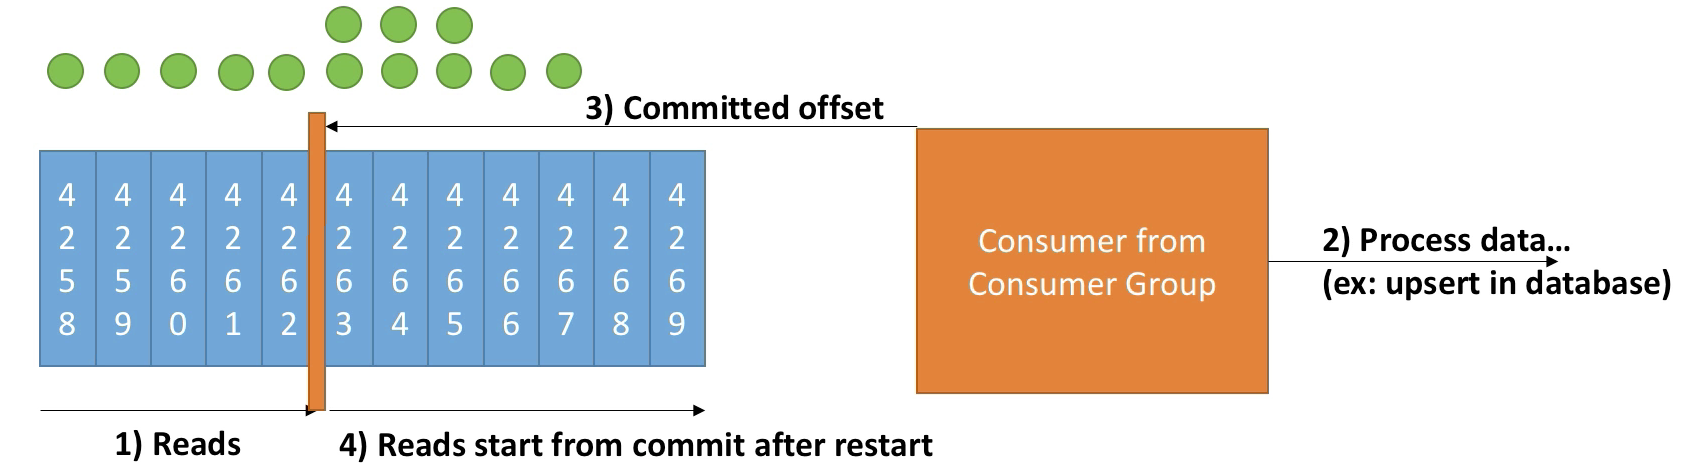 3) Committed offset
4258 4259 4260 4261 4262 4263 4264 4265 4266 4267 4268 4269
Consumer from
Consumer Group
2) Process data...
(ex: upsert in database)
1) Reads
4) Reads start from commit after restart